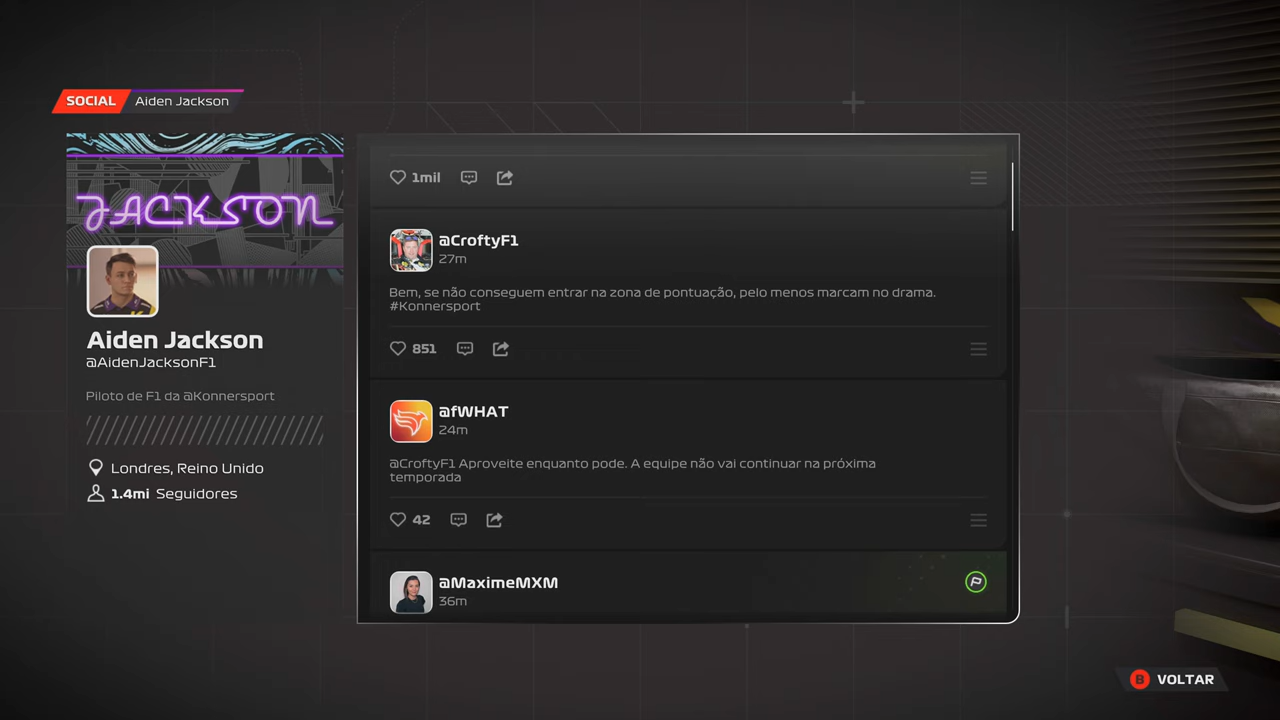 SOCIAL Aiden Jackson
JACKSON
Aiden Jackson
@AidenJacksonF1
Piloto de F1 da @Konnersport
Londres, Reino Unido
1.4mi Seguidores
1mil
@CroftyF1
27m
Bem, se não conseguem entrar na zona de pontuação, pelo menos marcam no drama.
#Konnersport
851
@fWHAT
24m
@CroftyF1 Aproveite enquanto pode. A equipe não vai continuar na próxima
temporada
42
@MaximeMXM
36m
B VOLTAR